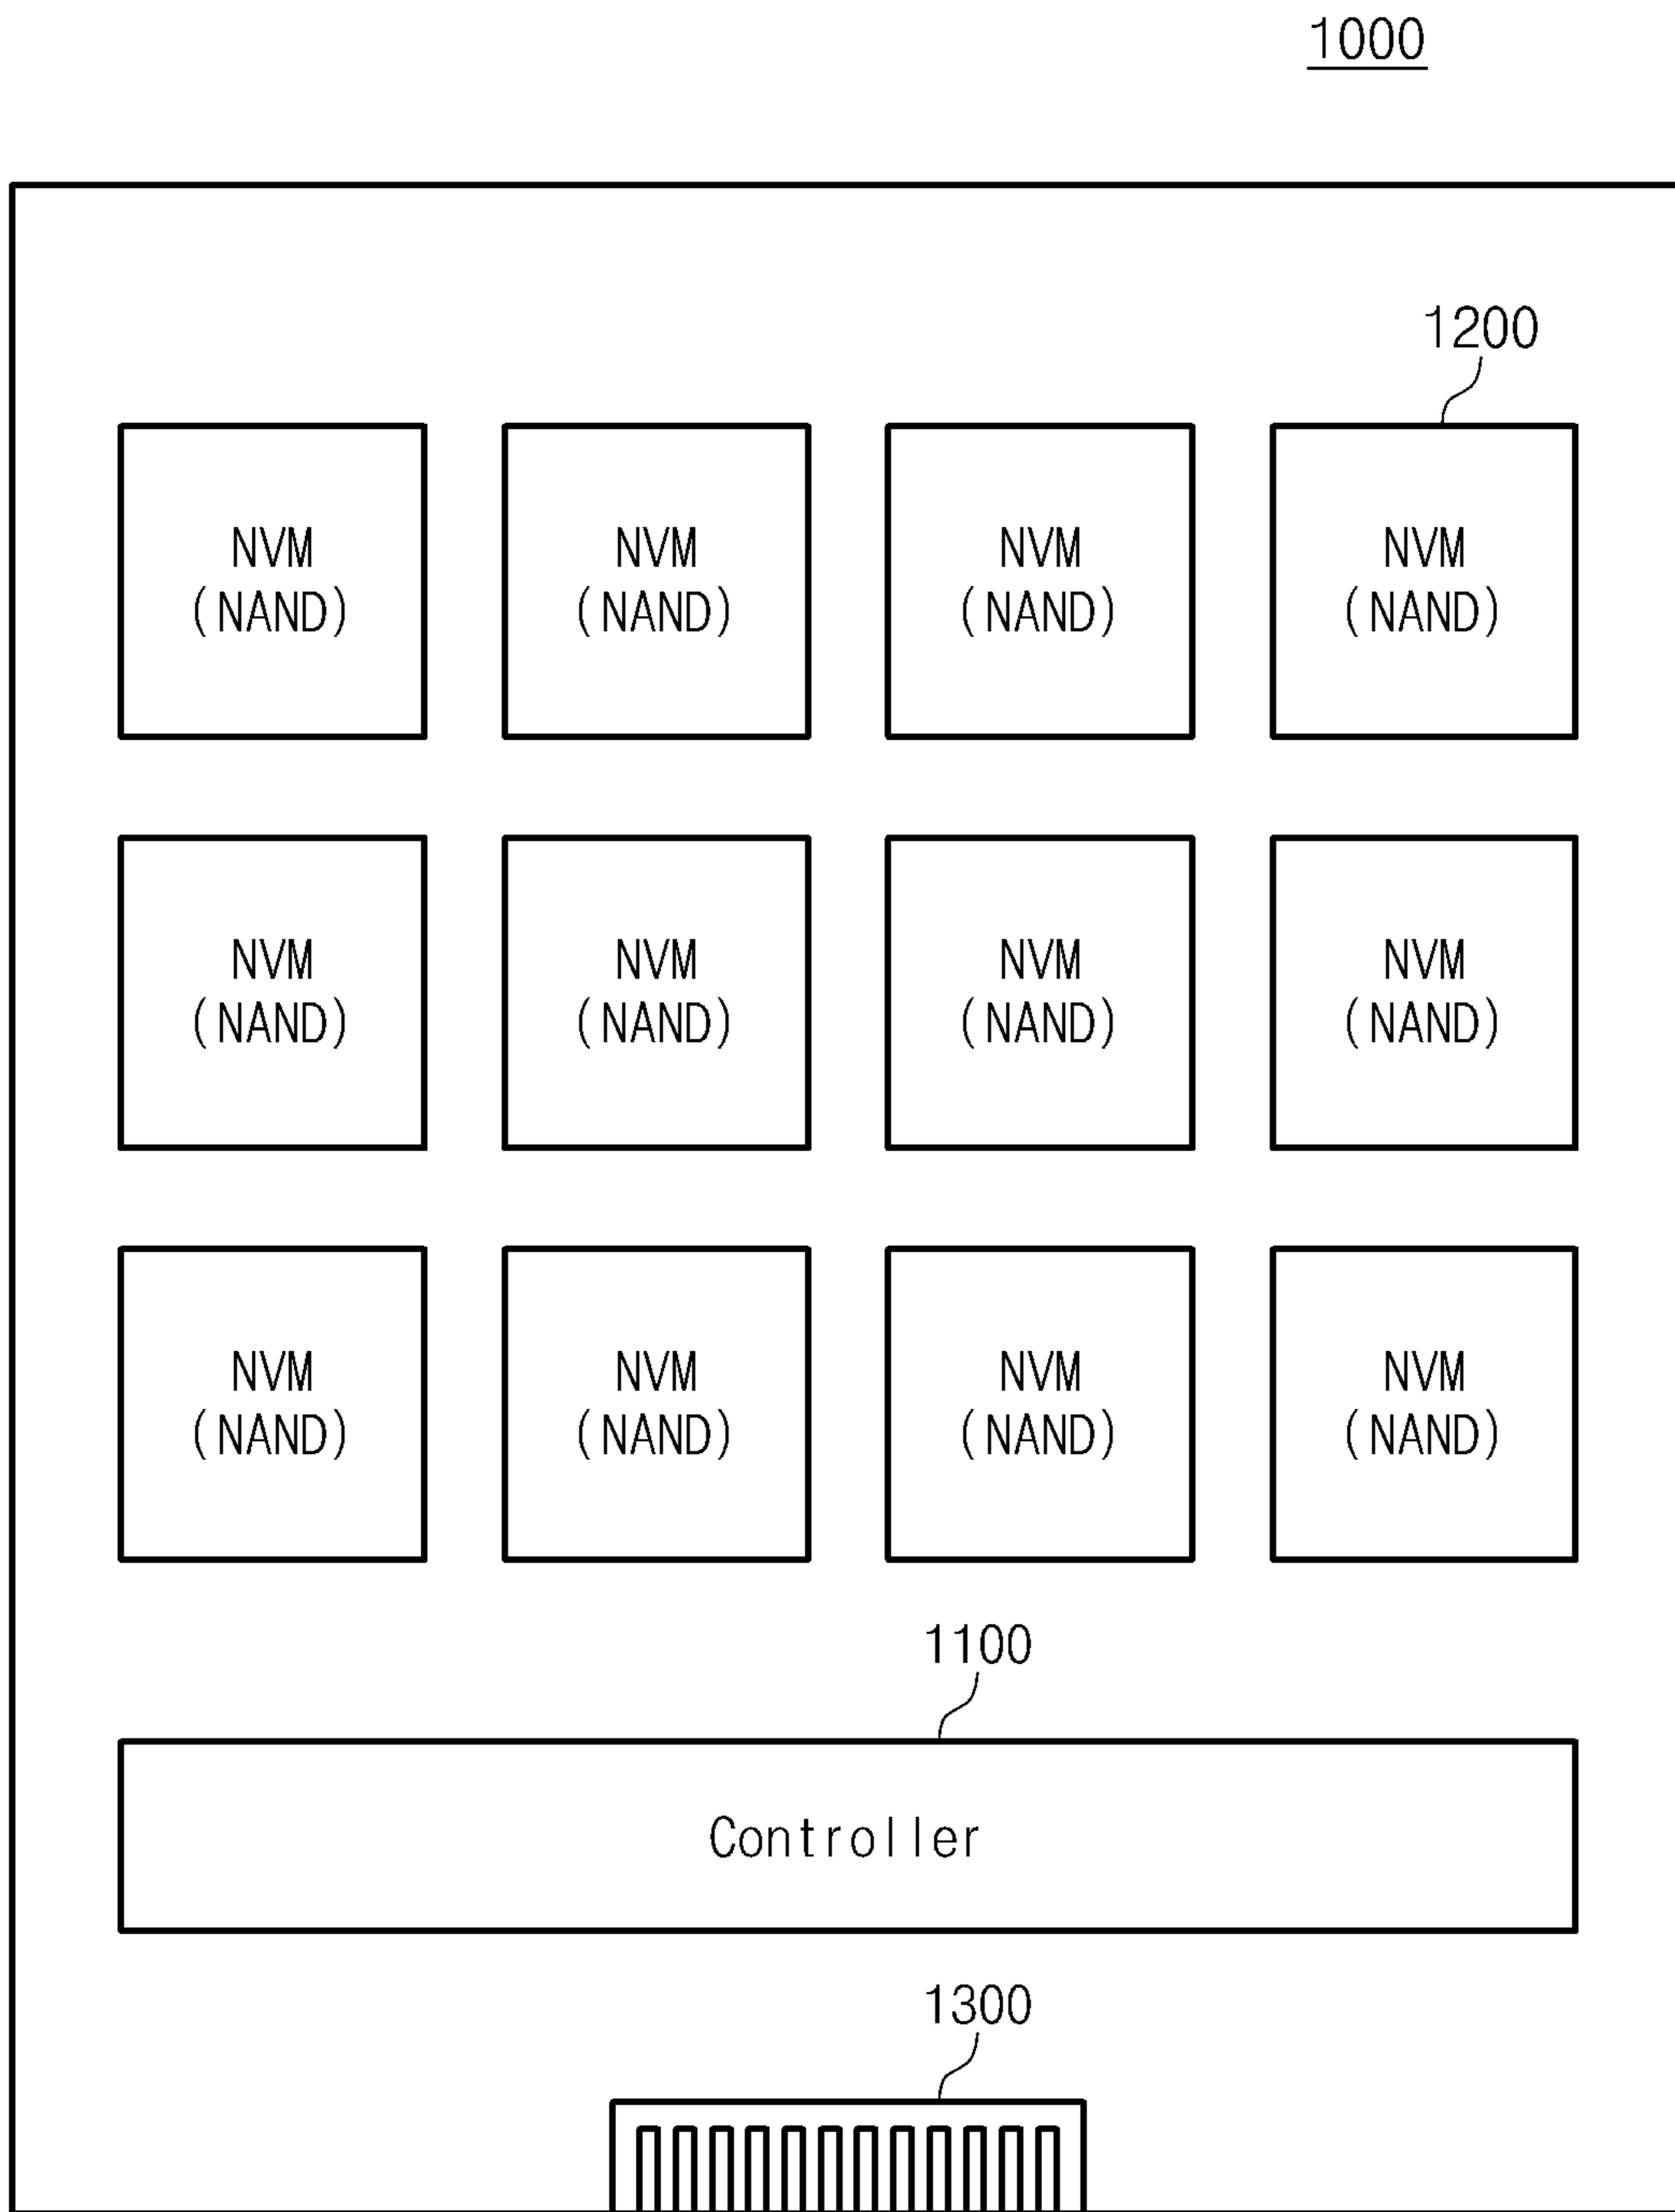 1000
1200
NVM NVM NVM NVM
(NAND) (NAND) (NAND) (NAND)
NVM NVM NVM NVM
(NAND) (NAND) (NAND) (NAND)
NVM NVM NVM NVM
(NAND) (NAND) (NAND) (NAND)
1100
Controller
1300